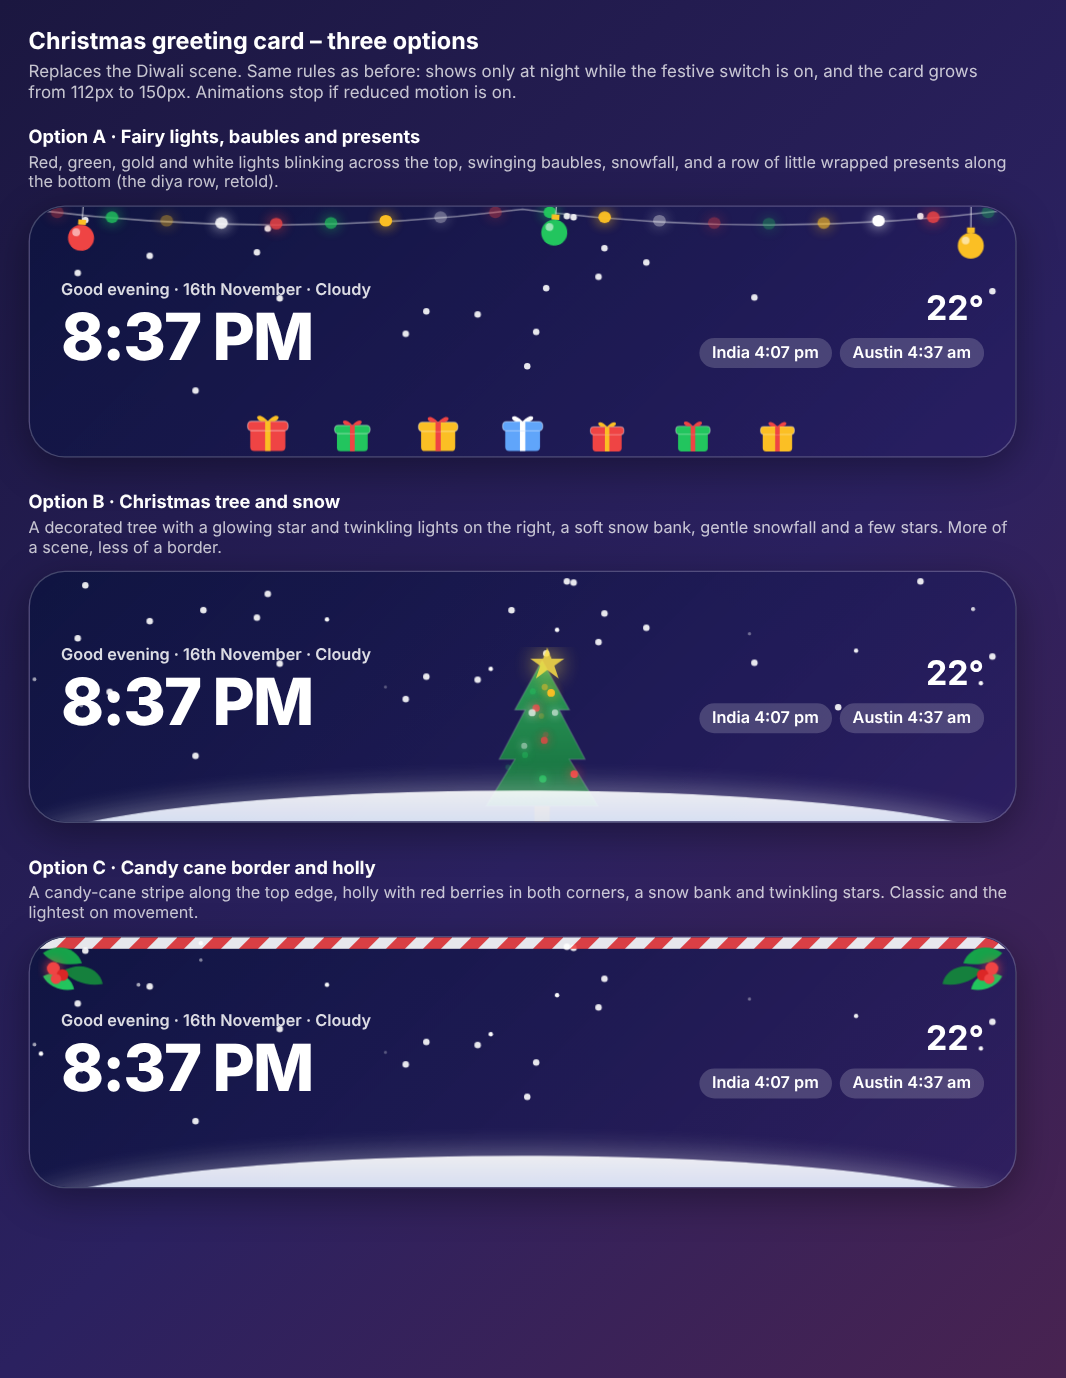 Christmas greeting card – three options
Replaces the Diwali scene. Same rules as before: shows only at night while the festive switch is on, and the card grows
from 112px to 150px. Animations stop if reduced motion is on.
Option A · Fairy lights, baubles and presents
Red, green, gold and white lights blinking across the top, swinging baubles, snowfall, and a row of little wrapped presents along
the bottom (the diya row, retold).
Good evening · 16th November · Cloudy
8:37 PM
22°
India 4:07 pm
Austin 4:37 am
Option B · Christmas tree and snow
A decorated tree with a glowing star and twinkling lights on the right, a soft snow bank, gentle snowfall and a few stars. More of
a scene, less of a border.
Good evening · 16th November · Cloudy
8:37 PM
22°
India 4:07 pm
Austin 4:37 am
Option C · Candy cane border and holly
A candy-cane stripe along the top edge, holly with red berries in both corners, a snow bank and twinkling stars. Classic and the
lightest on movement.
Good evening · 16th November · Cloudy
8:37 PM
22°
India 4:07 pm
Austin 4:37 am